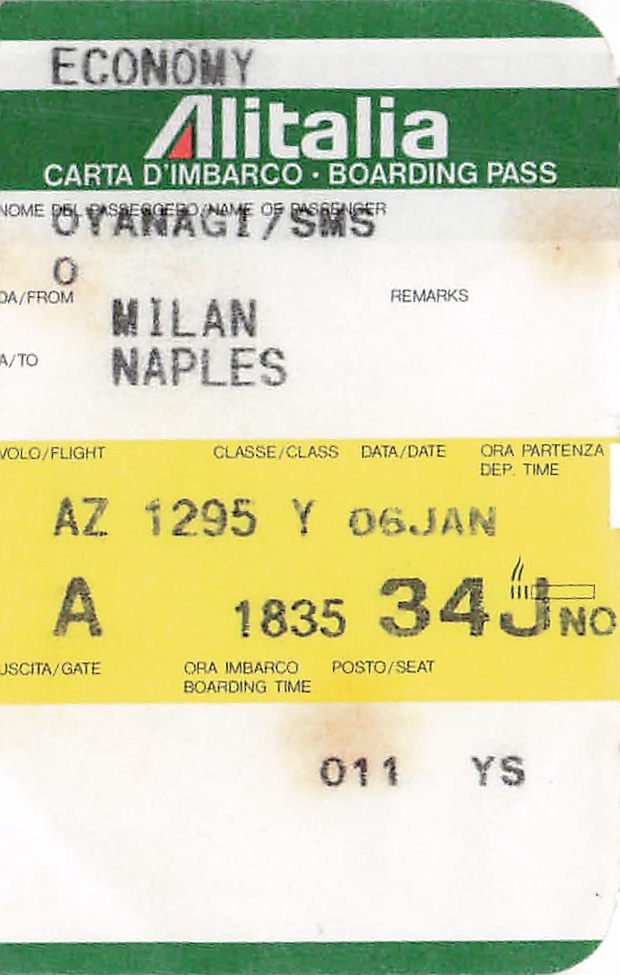 ECONOMY
Alitalia
CARTA D'IMBARCO · BOARDING PASS
NOME DEL PASSEGGERO/NAME OF PASSENGER
OYANAGI/SMS
O
DA/FROM REMARKS
MILAN
A/TO
NAPLES
VOLO/FLIGHT CLASSE/CLASS DATA/DATE ORA PARTENZA
DEP. TIME
AZ 1295 Y 06JAN
A 1835 34J NO
USCITA/GATE ORA IMBARCO POSTO/SEAT
BOARDING TIME
011 YS